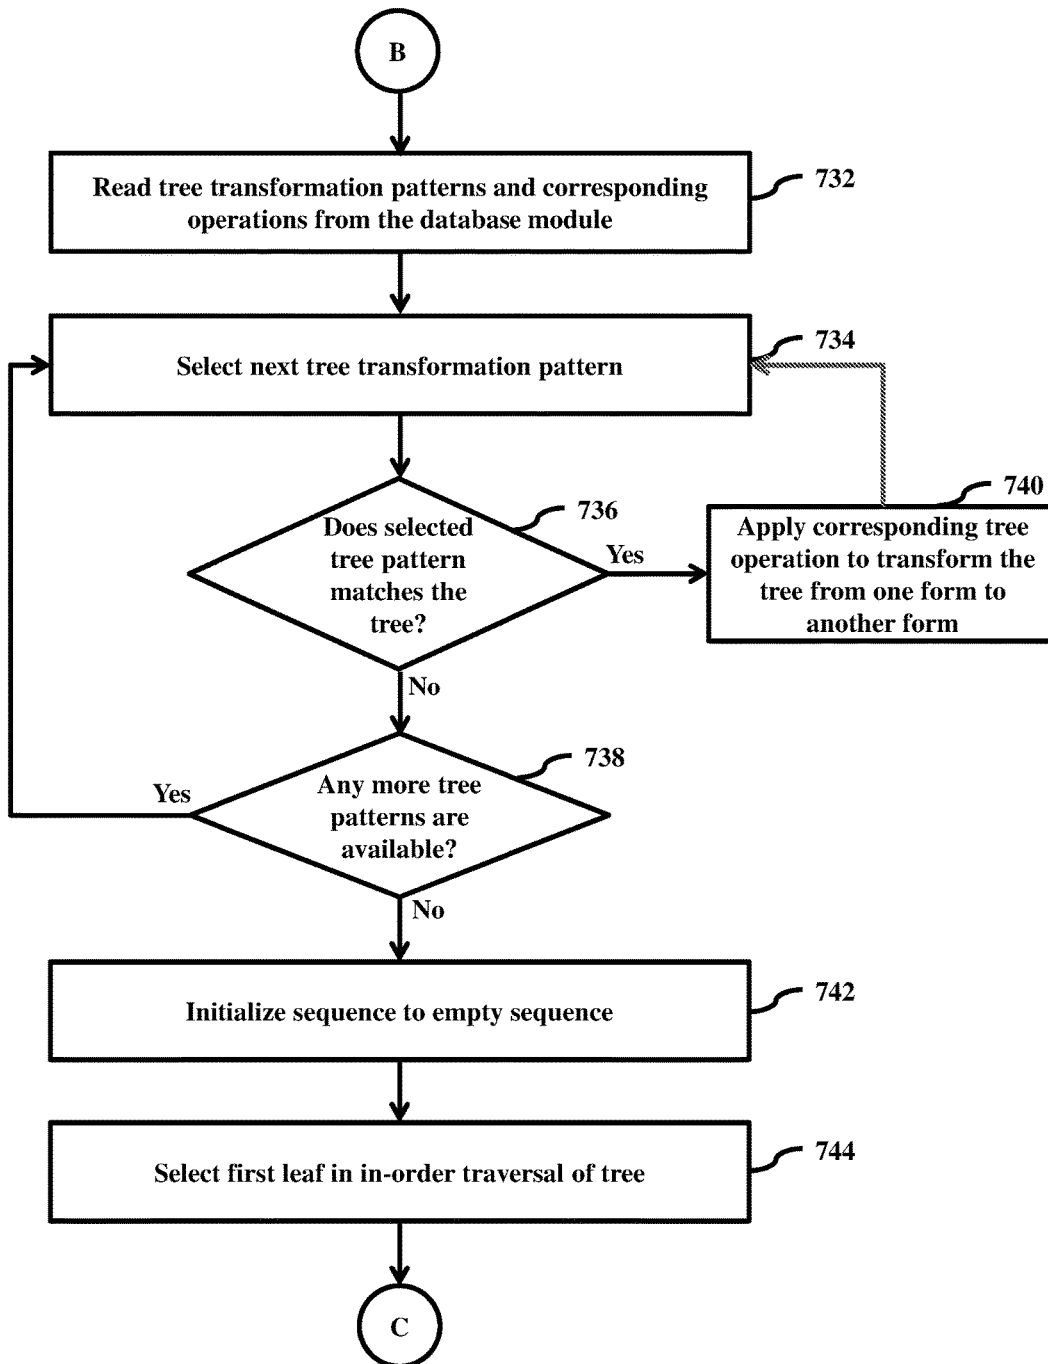 B
Read tree transformation patterns and corresponding
operations from the database module
732
Select next tree transformation pattern
734
Does selected
tree pattern
matches the
tree?
736
Yes
Apply corresponding tree
operation to transform the
tree from one form to
another form
740
No
Any more tree
patterns are
available?
738
Yes
No
Initialize sequence to empty sequence
742
Select first leaf in in-order traversal of tree
744
C